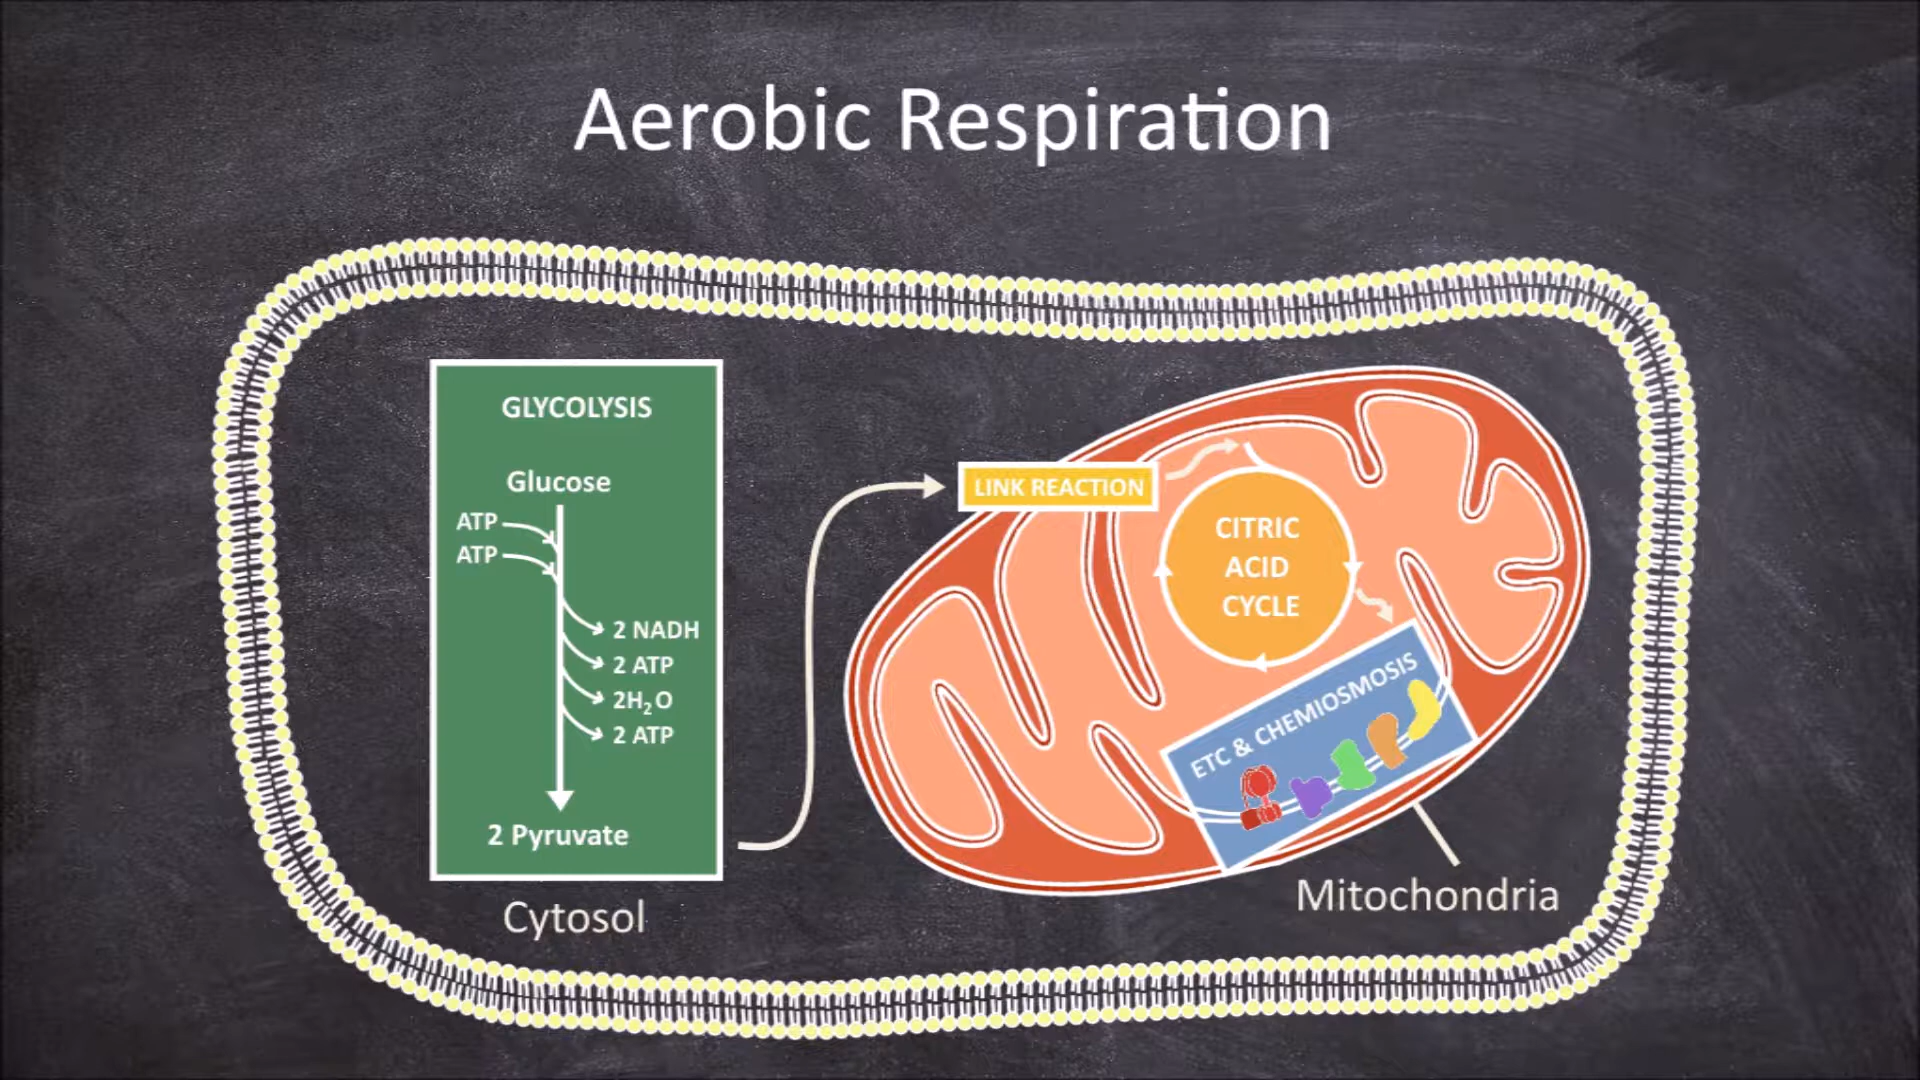 Aerobic Respiration
GLYCOLYSIS
Glucose
ATP
ATP
2 NADH
2 ATP
2H₂O
2 ATP
2 Pyruvate
Cytosol
LINK REACTION
CITRIC
ACID
CYCLE
ETC & CHEMIOSMOSIS
Mitochondria